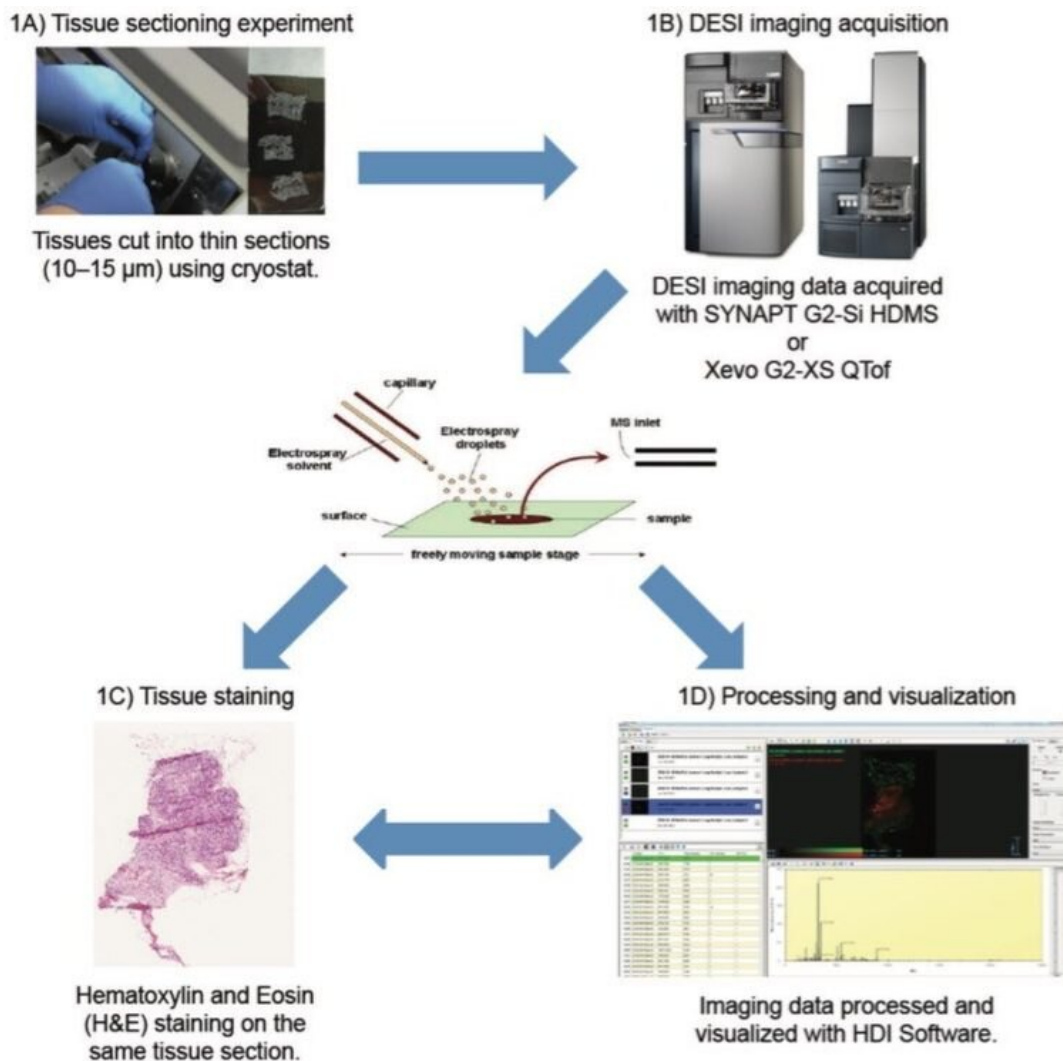 1A) Tissue sectioning experiment
1B) DESI imaging acquisition
Tissues cut into thin sections
(10–15 µm) using cryostat.
DESI imaging data acquired
with SYNAPT G2-Si HDMS
or
Xevo G2-XS QTof
capillary
Electrospray
droplets
MS inlet
Electrospray
solvent
surface
sample
freely moving sample stage
1C) Tissue staining
1D) Processing and visualization
Hematoxylin and Eosin
(H&E) staining on the
same tissue section.
Imaging data processed and
visualized with HDI Software.